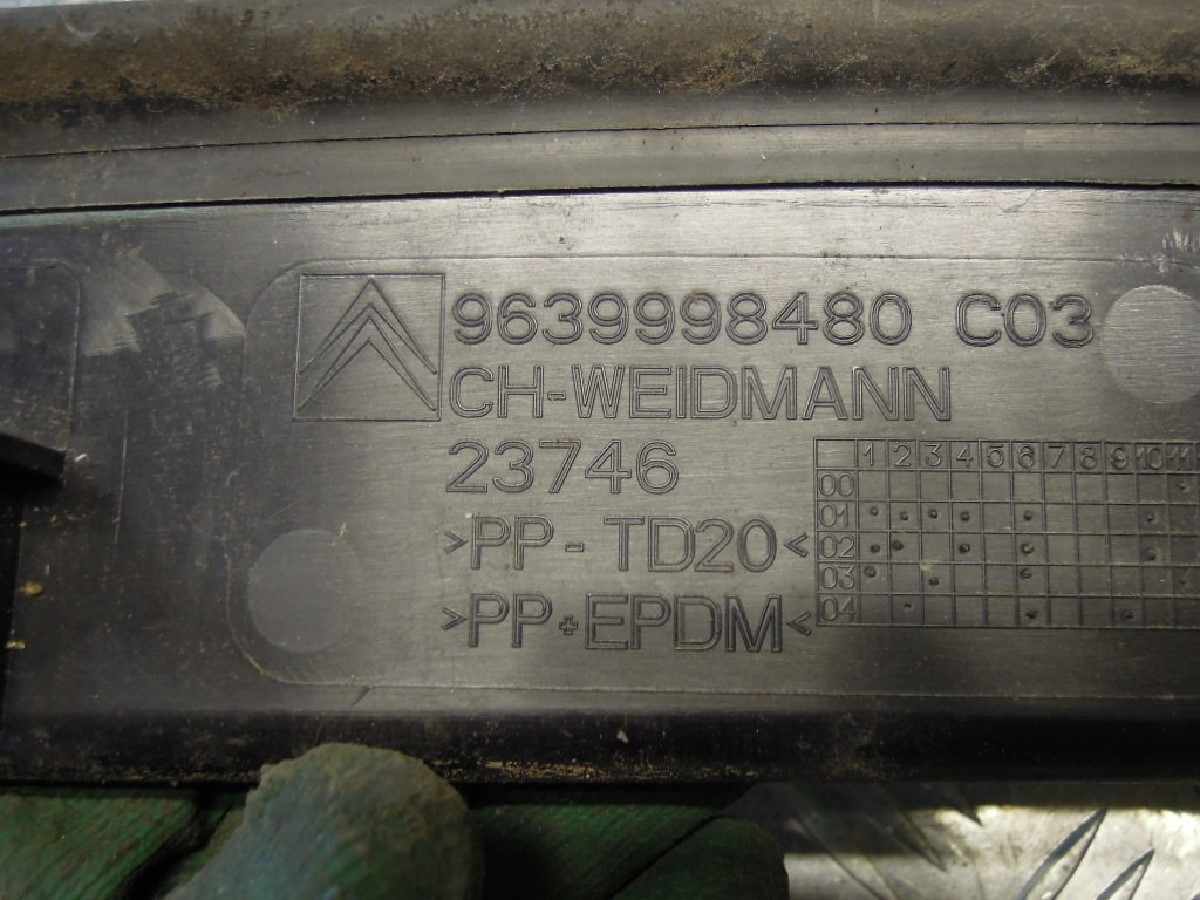 9639998480 C03
CH-WEIDMANN
23746
>PP-TD20<
>PP+EPDM<
1 2 3 4 5 6 7 8 9 10 11
00
01
02
03
04